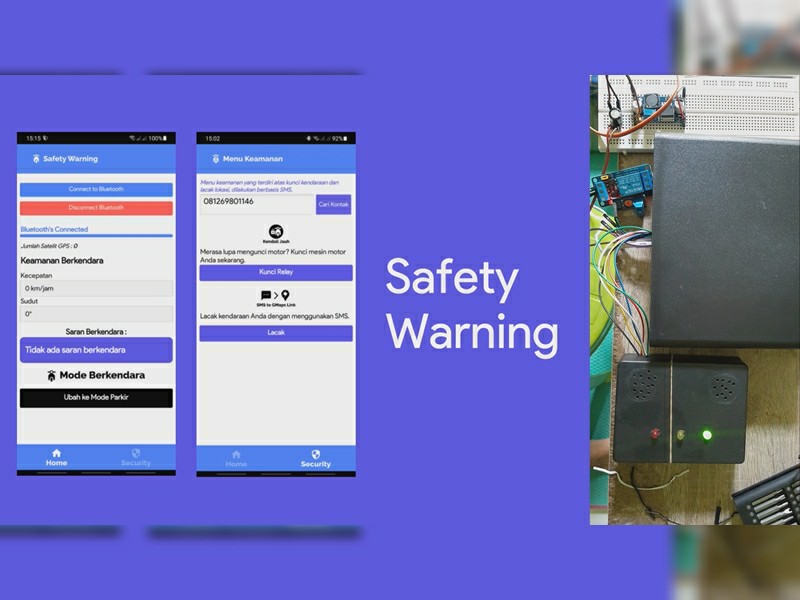 15:15
100%
Safety Warning
Connect to Bluetooth
Disconnect Bluetooth
Bluetooth's Connected
Jumlah Satelit GPS : 0
Keamanan Berkendara
Kecepatan
0 km/jam
Sudut
0°
Saran Berkendara :
Tidak ada saran berkendara
Mode Berkendara
Ubah ke Mode Parkir
Home
Security
15:02
92%
Menu Keamanan
Menu keamanan yang terdiri atas kunci kendaraan dan
lacak lokasi, dilakukan berbasis SMS.
081269801146
Cari Kontak
Kendali Jauh
Merasa lupa mengunci motor? Kunci mesin motor
Anda sekarang.
Kunci Relay
SMS to GMaps Link
Lacak kendaraan Anda dengan menggunakan SMS.
Lacak
Home
Security
Safety
Warning